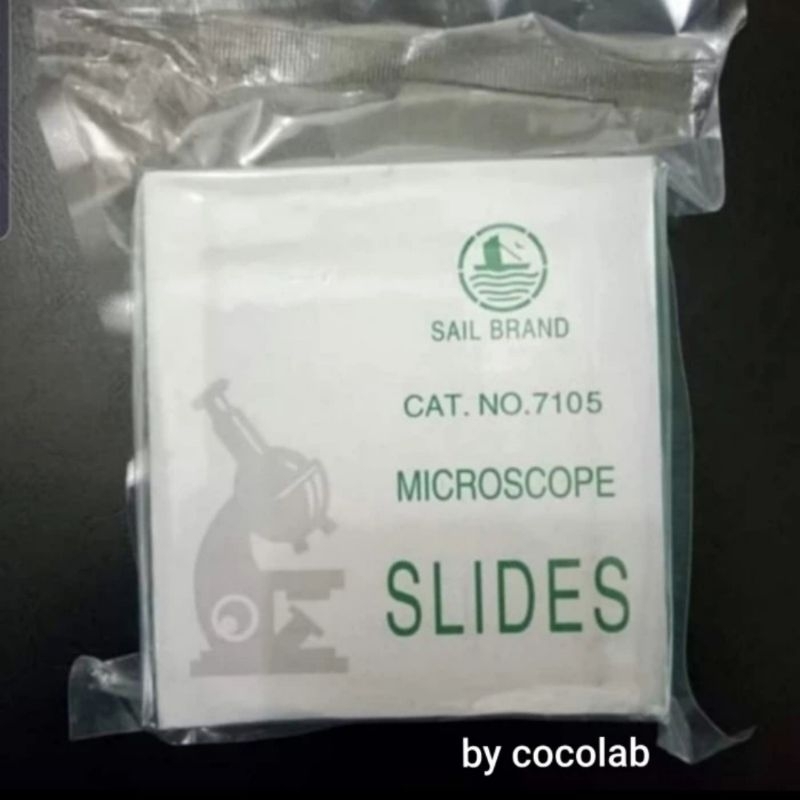 SAIL BRAND
CAT. NO.7105
MICROSCOPE
SLIDES
by cocolab